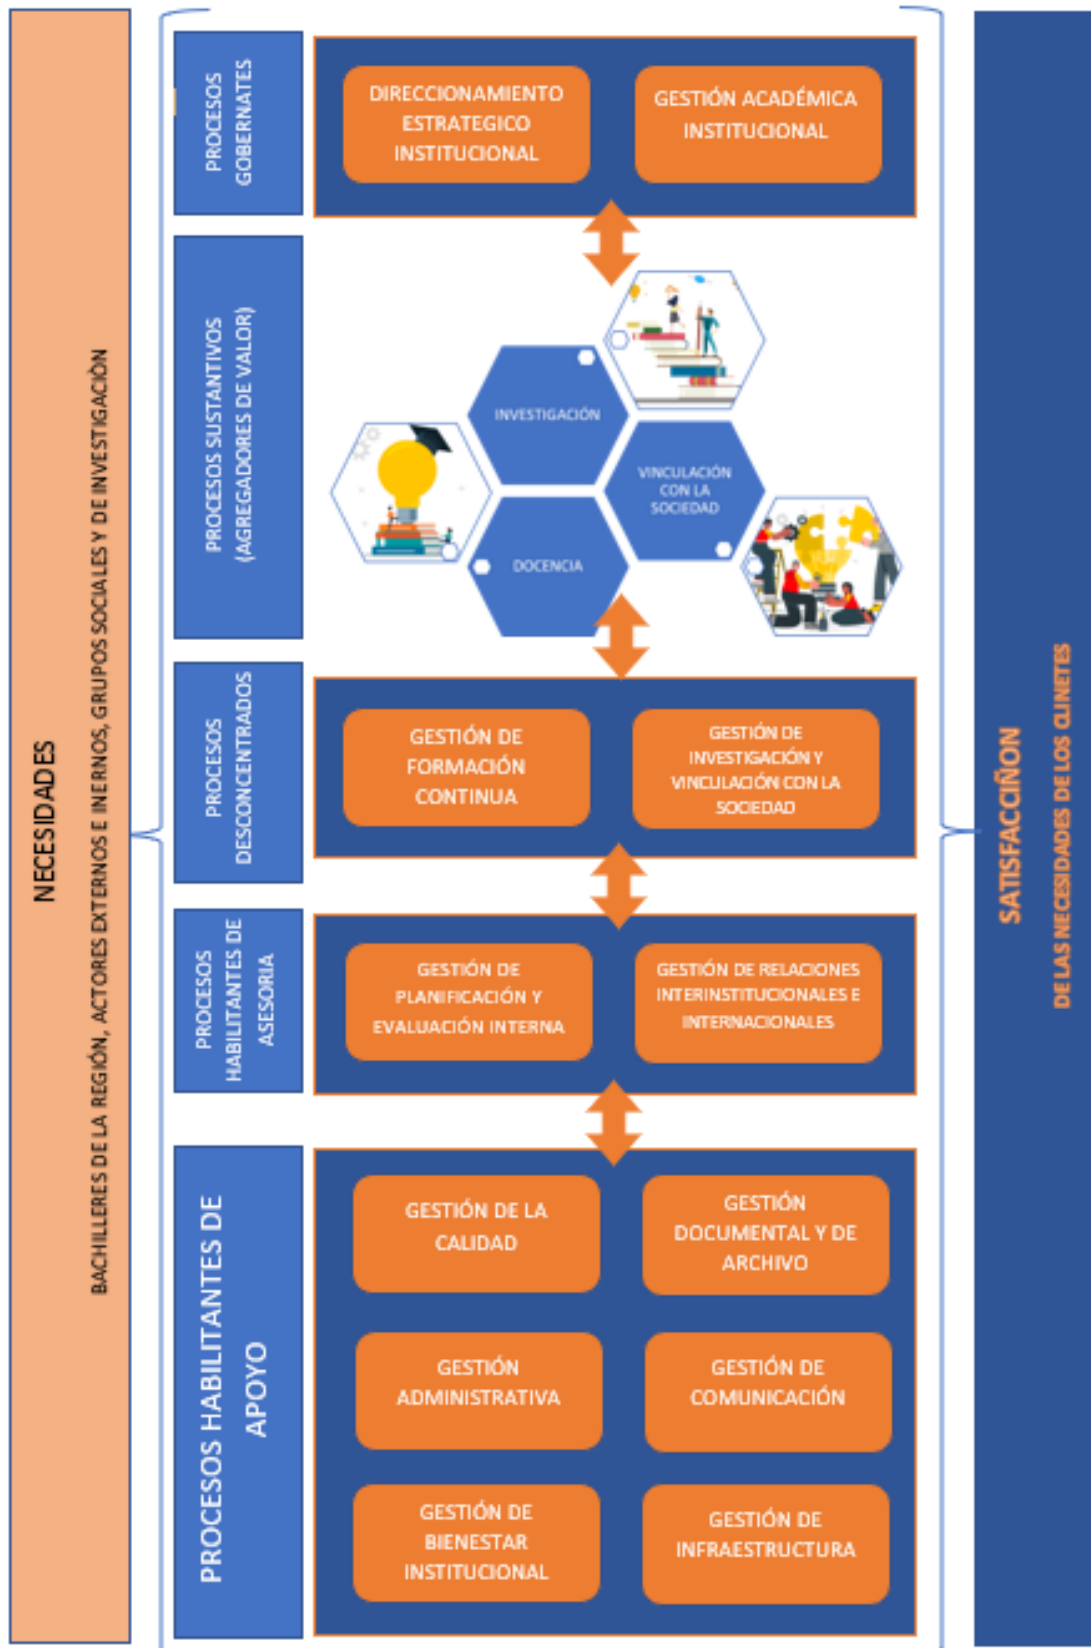 NECESIDADES
BACHILLERES DE LA REGIÓN, ACTORES EXTERNOS E INERNOS, GRUPOS SOCIALES Y DE INVESTIGACIÒN
PROCESOS
GOBERNATES
DIRECCIONAMIENTO
ESTRATEGICO
INSTITUCIONAL
GESTIÓN ACADÉMICA
INSTITUCIONAL
PROCESOS SUSTANTIVOS
(AGREGADORES DE VALOR)
INVESTIGACIÓN
VINCULACIÓN
CON LA
SOCIEDAD
DOCENCIA
PROCESOS
DESCONCENTRADOS
GESTIÓN DE
FORMACIÓN
CONTINUA
GESTIÓN DE
INVESTIGACIÓN Y
VINCULACIÓN CON LA
SOCIEDAD
PROCESOS
HABILITANTES DE
ASESORIA
GESTIÓN DE
PLANIFICACIÓN Y
EVALUACIÓN INTERNA
GESTIÓN DE RELACIONES
INTERINSTITUCIONALES E
INTERNACIONALES
PROCESOS HABILITANTES DE
APOYO
GESTIÓN DE LA
CALIDAD
GESTIÓN
DOCUMENTAL Y DE
ARCHIVO
GESTIÓN
ADMINISTRATIVA
GESTIÓN DE
COMUNICACIÓN
GESTIÓN DE
BIENESTAR
INSTITUCIONAL
GESTIÓN DE
INFRAESTRUCTURA
SATISFACCIÑON
DE LAS NECESIDADES DE LOS CLINETES